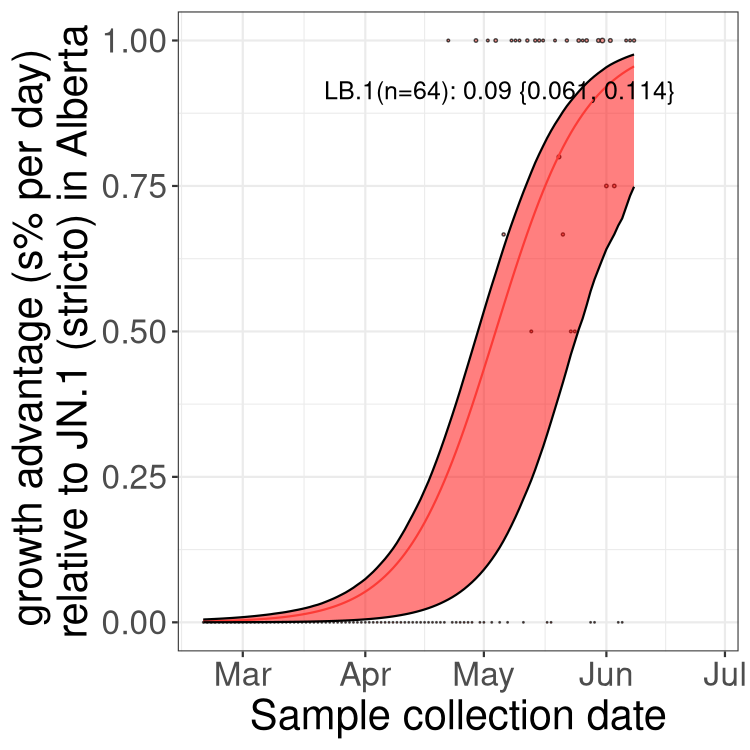 growth advantage (s% per day)
relative to JN.1 (stricto) in Alberta
1.00
0.75
0.50
0.25
0.00
LB.1(n=64): 0.09 {0.061, 0.114}
Mar Apr May Jun Jul
Sample collection date